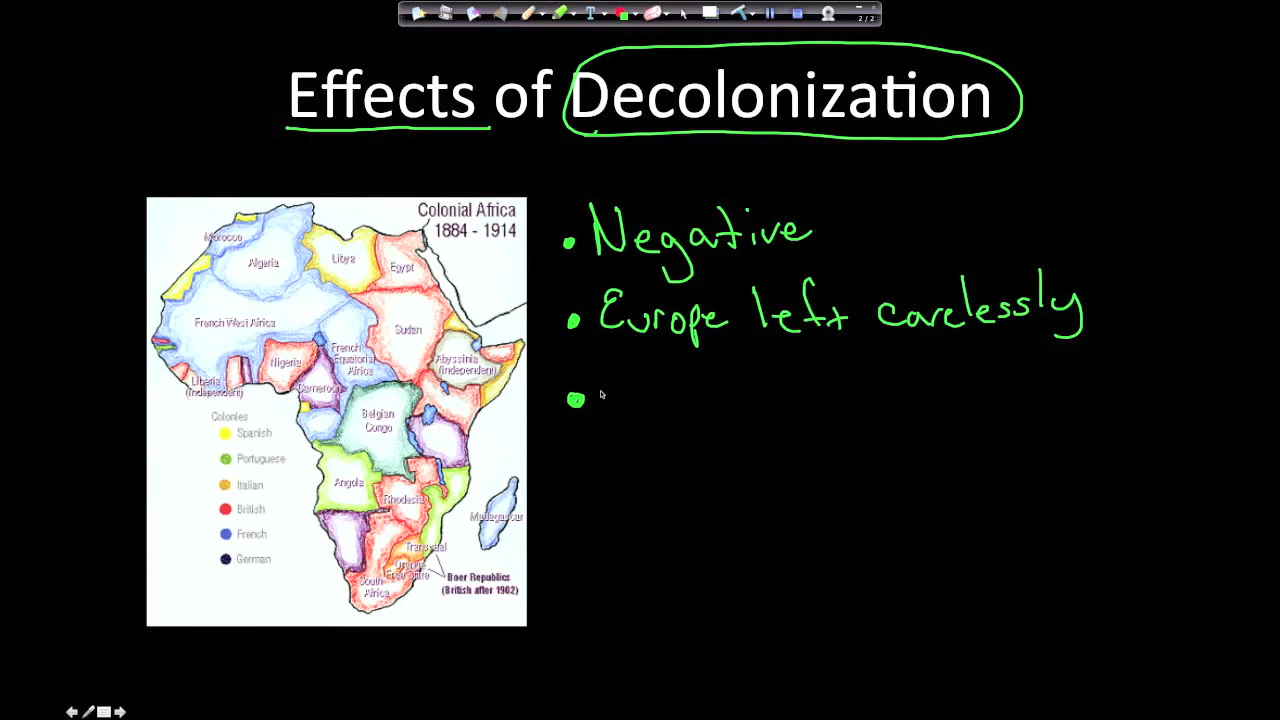 2/2
Effects of Decolonization
Colonial Africa
1884 - 1914
Morocco
Algeria
Libya
Egypt
French West Africa
Sudan
French
Equatorial
Africa
Nigeria
Abyssinia
(independent)
Liberia
(independent)
Cameroon
Belgian
Congo
Angola
Rhodesia
Madagascar
Transvaal
Orange
Free State
South
Africa
Boer Republics
(British after 1902)
Colonies
Spanish
Portuguese
Italian
British
French
German
• Negative
• Europe left carelessly
•